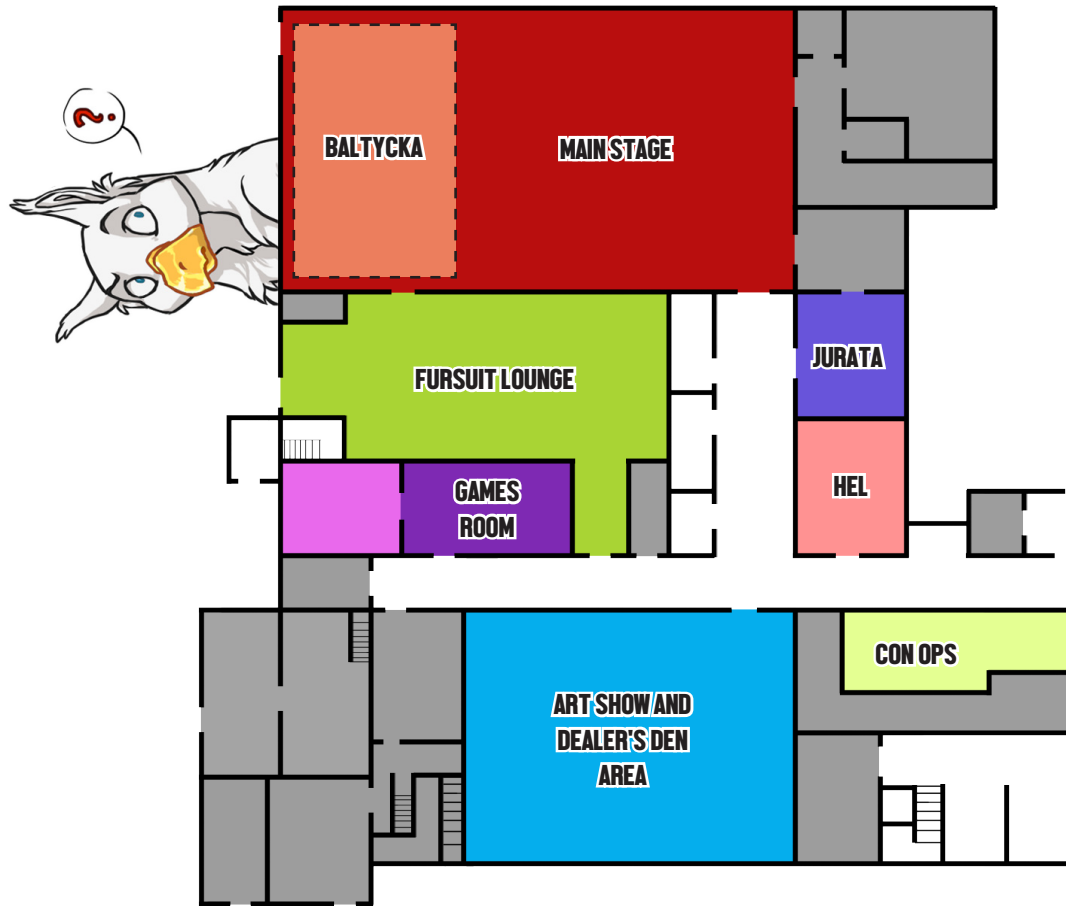 ?
BALTYCKA
MAIN STAGE
FURSUIT LOUNGE
JURATA
GAMES
ROOM
HEL
CON OPS
ART SHOW AND
DEALER'S DEN
AREA